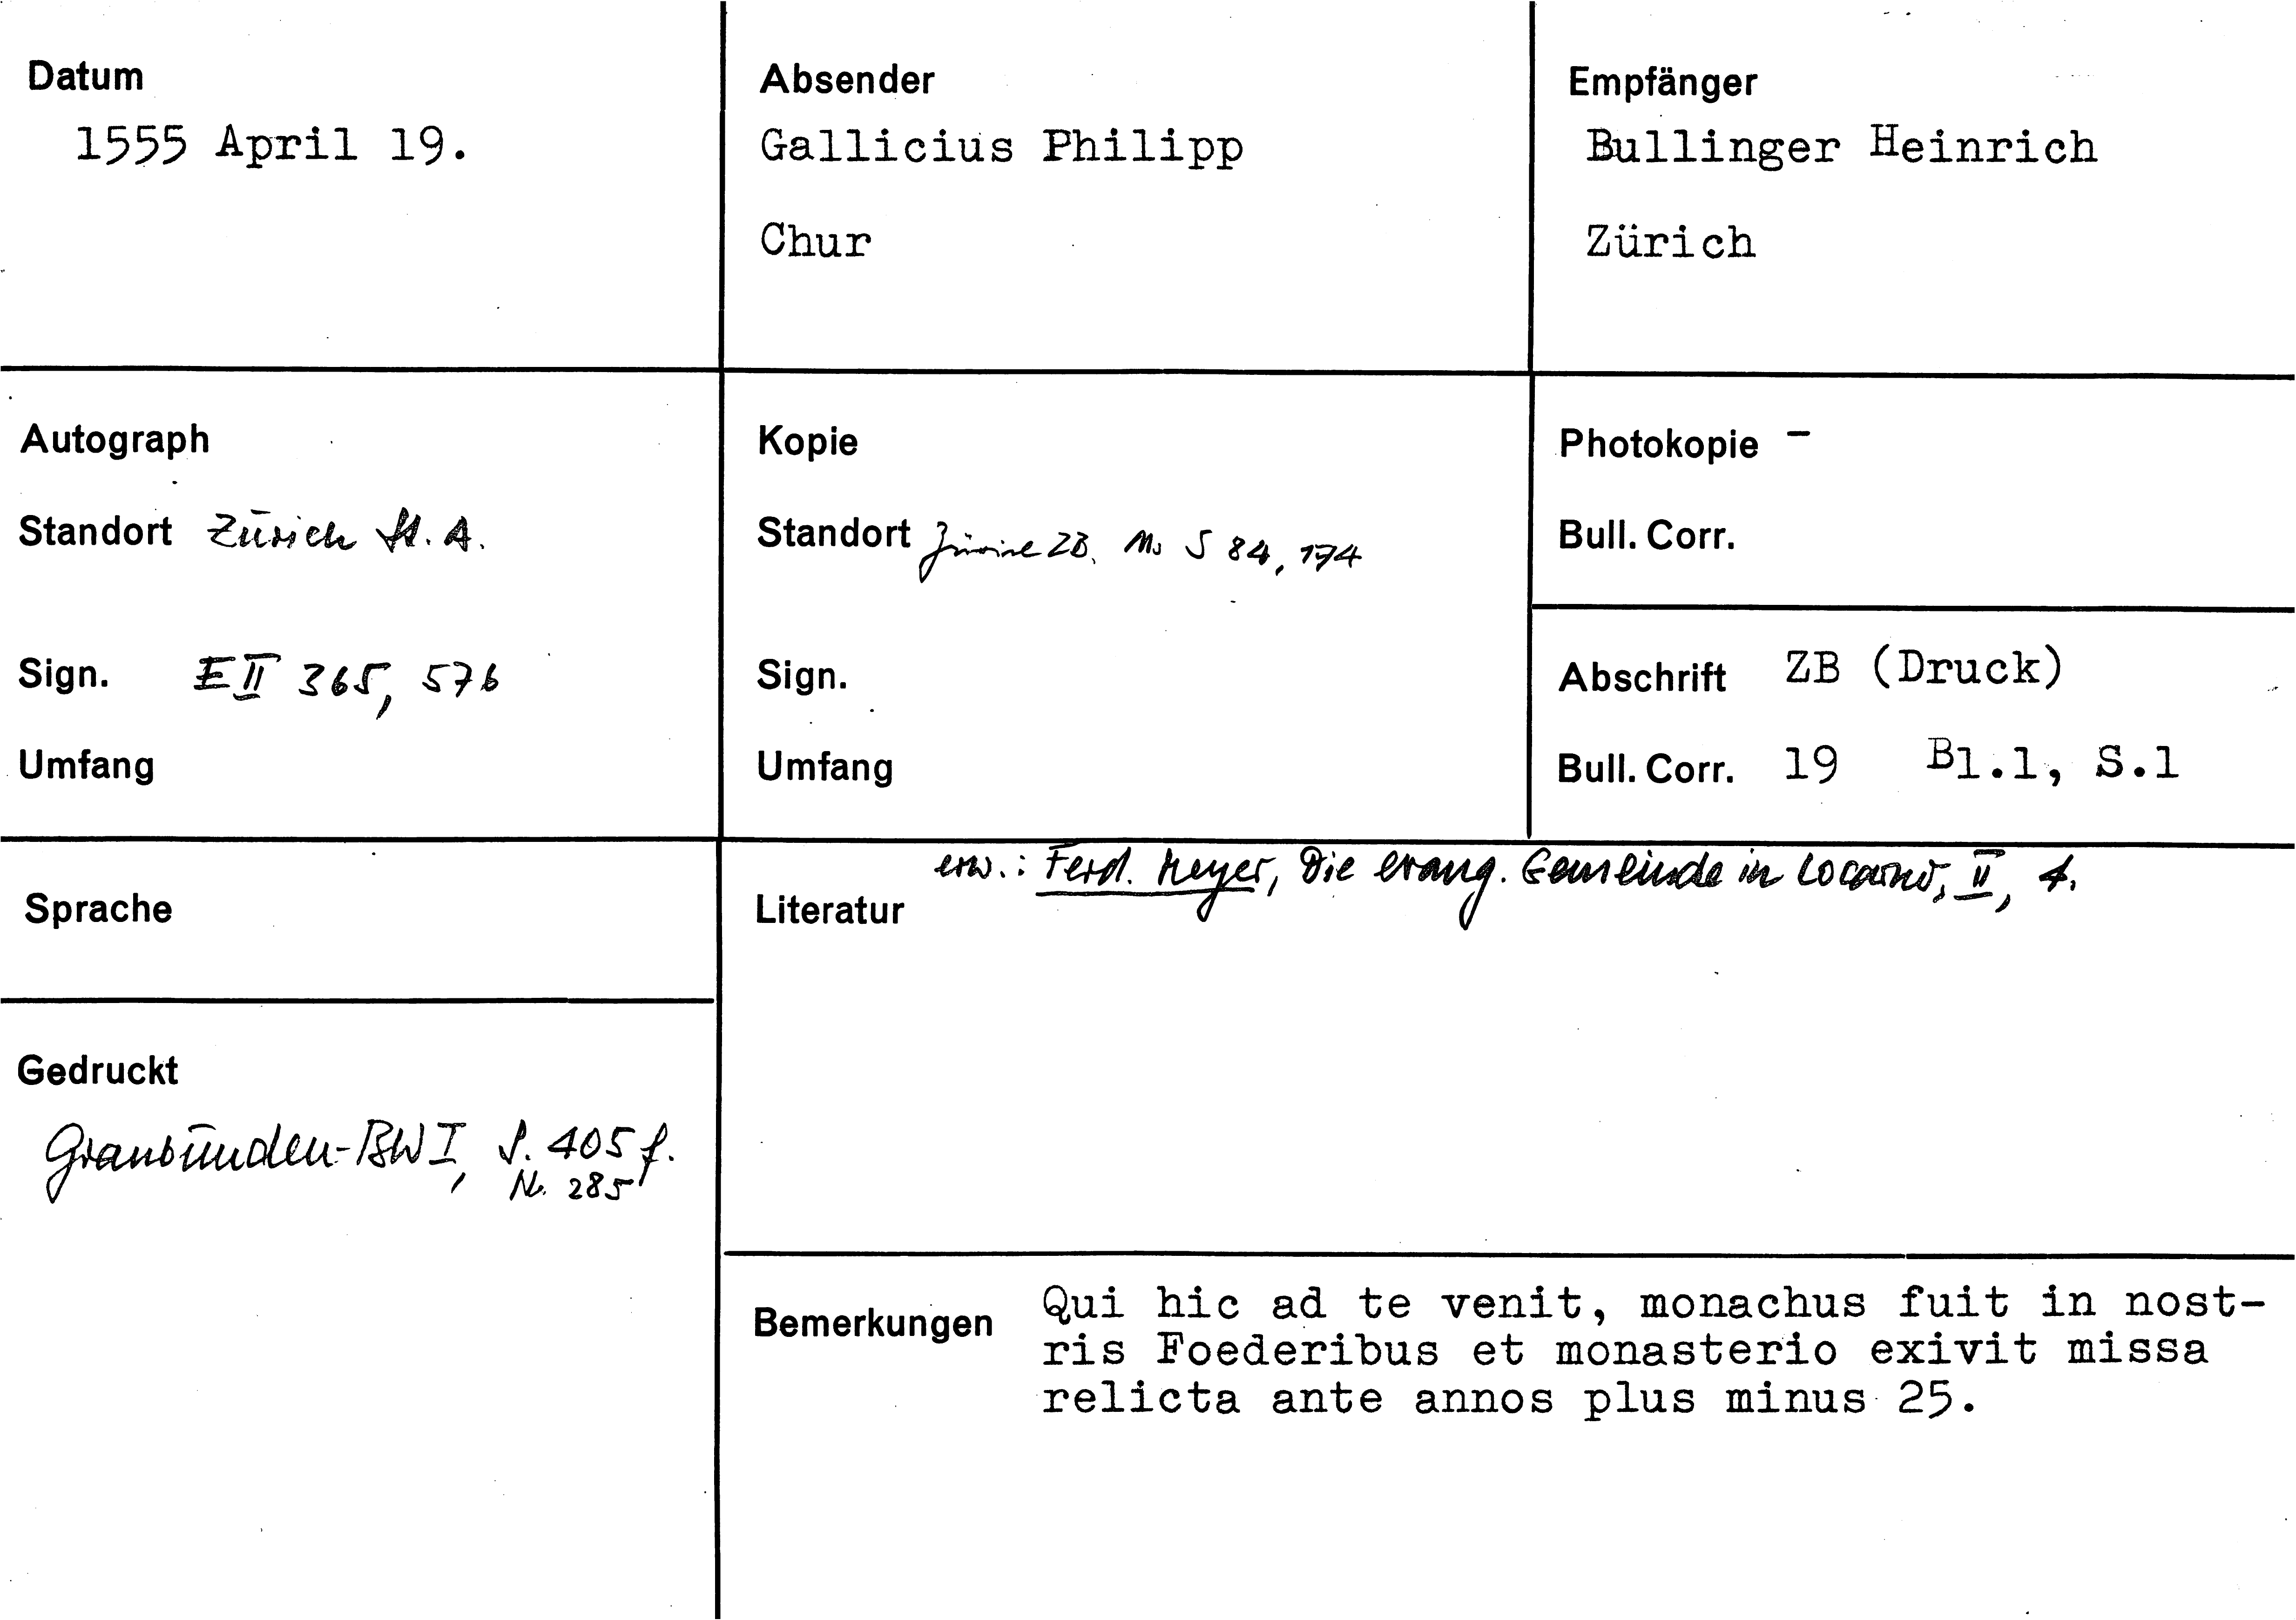 Datum
1555 April 19.
Absender
Gallicius Philipp
Chur
Empfänger
Bullinger Heinrich
Zürich
Autograph
Standort Zürich St. A.
Sign. E II 365, 576
Umfang
Kopie
Standort Zürich ZB, Ms S 84, 174
Sign.
Umfang
Photokopie -
Bull. Corr.
Abschrift ZB (Druck)
Bull. Corr. 19 Bl.1, S.1
Sprache
Gedruckt
Graubünden-BW I, S. 405 f.
Nr. 285
erw.: Ferd. Meyer, Die evang. Gemeinde in Locarno, II, 4.
Literatur
Bemerkungen Qui hic ad te venit, monachus fuit in nost-
ris Foederibus et monasterio exivit missa
relicta ante annos plus minus 25.